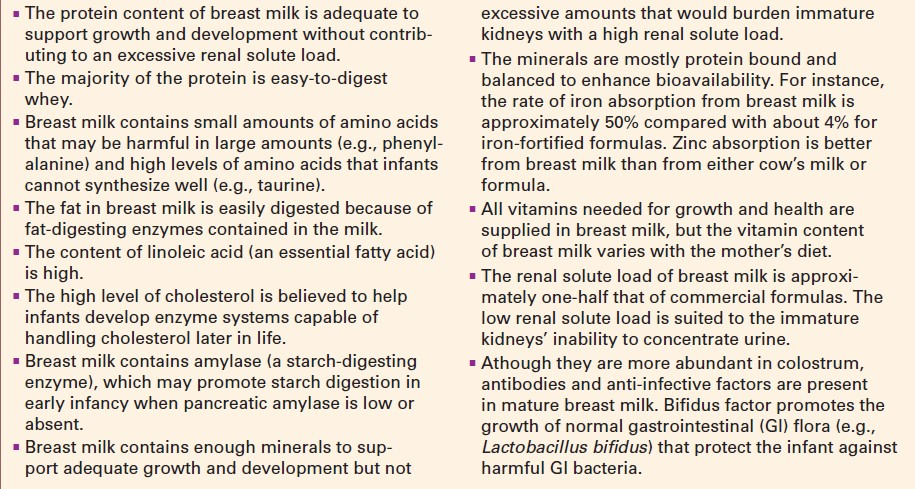 ▪ The protein content of breast milk is adequate to
support growth and development without contrib-
uting to an excessive renal solute load.
▪ The majority of the protein is easy-to-digest
whey.
▪ Breast milk contains small amounts of amino acids
that may be harmful in large amounts (e.g., phenyl-
alanine) and high levels of amino acids that infants
cannot synthesize well (e.g., taurine).
▪ The fat in breast milk is easily digested because of
fat-digesting enzymes contained in the milk.
▪ The content of linoleic acid (an essential fatty acid)
is high.
▪ The high level of cholesterol is believed to help
infants develop enzyme systems capable of
handling cholesterol later in life.
▪ Breast milk contains amylase (a starch-digesting
enzyme), which may promote starch digestion in
early infancy when pancreatic amylase is low or
absent.
▪ Breast milk contains enough minerals to sup-
port adequate growth and development but not
excessive amounts that would burden immature
kidneys with a high renal solute load.
▪ The minerals are mostly protein bound and
balanced to enhance bioavailability. For instance,
the rate of iron absorption from breast milk is
approximately 50% compared with about 4% for
iron-fortified formulas. Zinc absorption is better
from breast milk than from either cow’s milk or
formula.
▪ All vitamins needed for growth and health are
supplied in breast milk, but the vitamin content
of breast milk varies with the mother’s diet.
▪ The renal solute load of breast milk is approxi-
mately one-half that of commercial formulas. The
low renal solute load is suited to the immature
kidneys’ inability to concentrate urine.
▪ Athough they are more abundant in colostrum,
antibodies and anti-infective factors are present
in mature breast milk. Bifidus factor promotes the
growth of normal gastrointestinal (GI) flora (e.g.,
Lactobacillus bifidus) that protect the infant against
harmful GI bacteria.